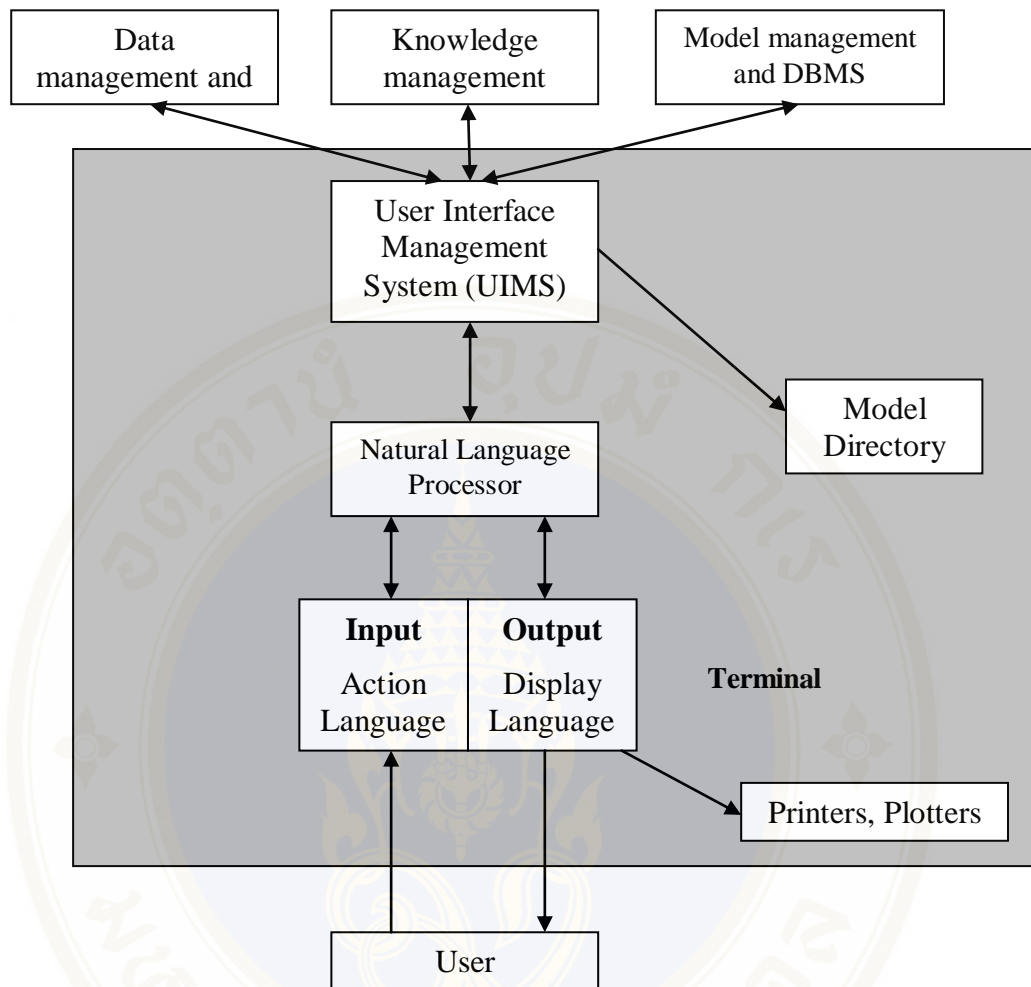 Data
management and
Knowledge
management
Model management
and DBMS
User Interface
Management
System (UIMS)
Model
Directory
Natural Language
Processor
Input
Action
Language
Output
Display
Language
Terminal
Printers, Plotters
User